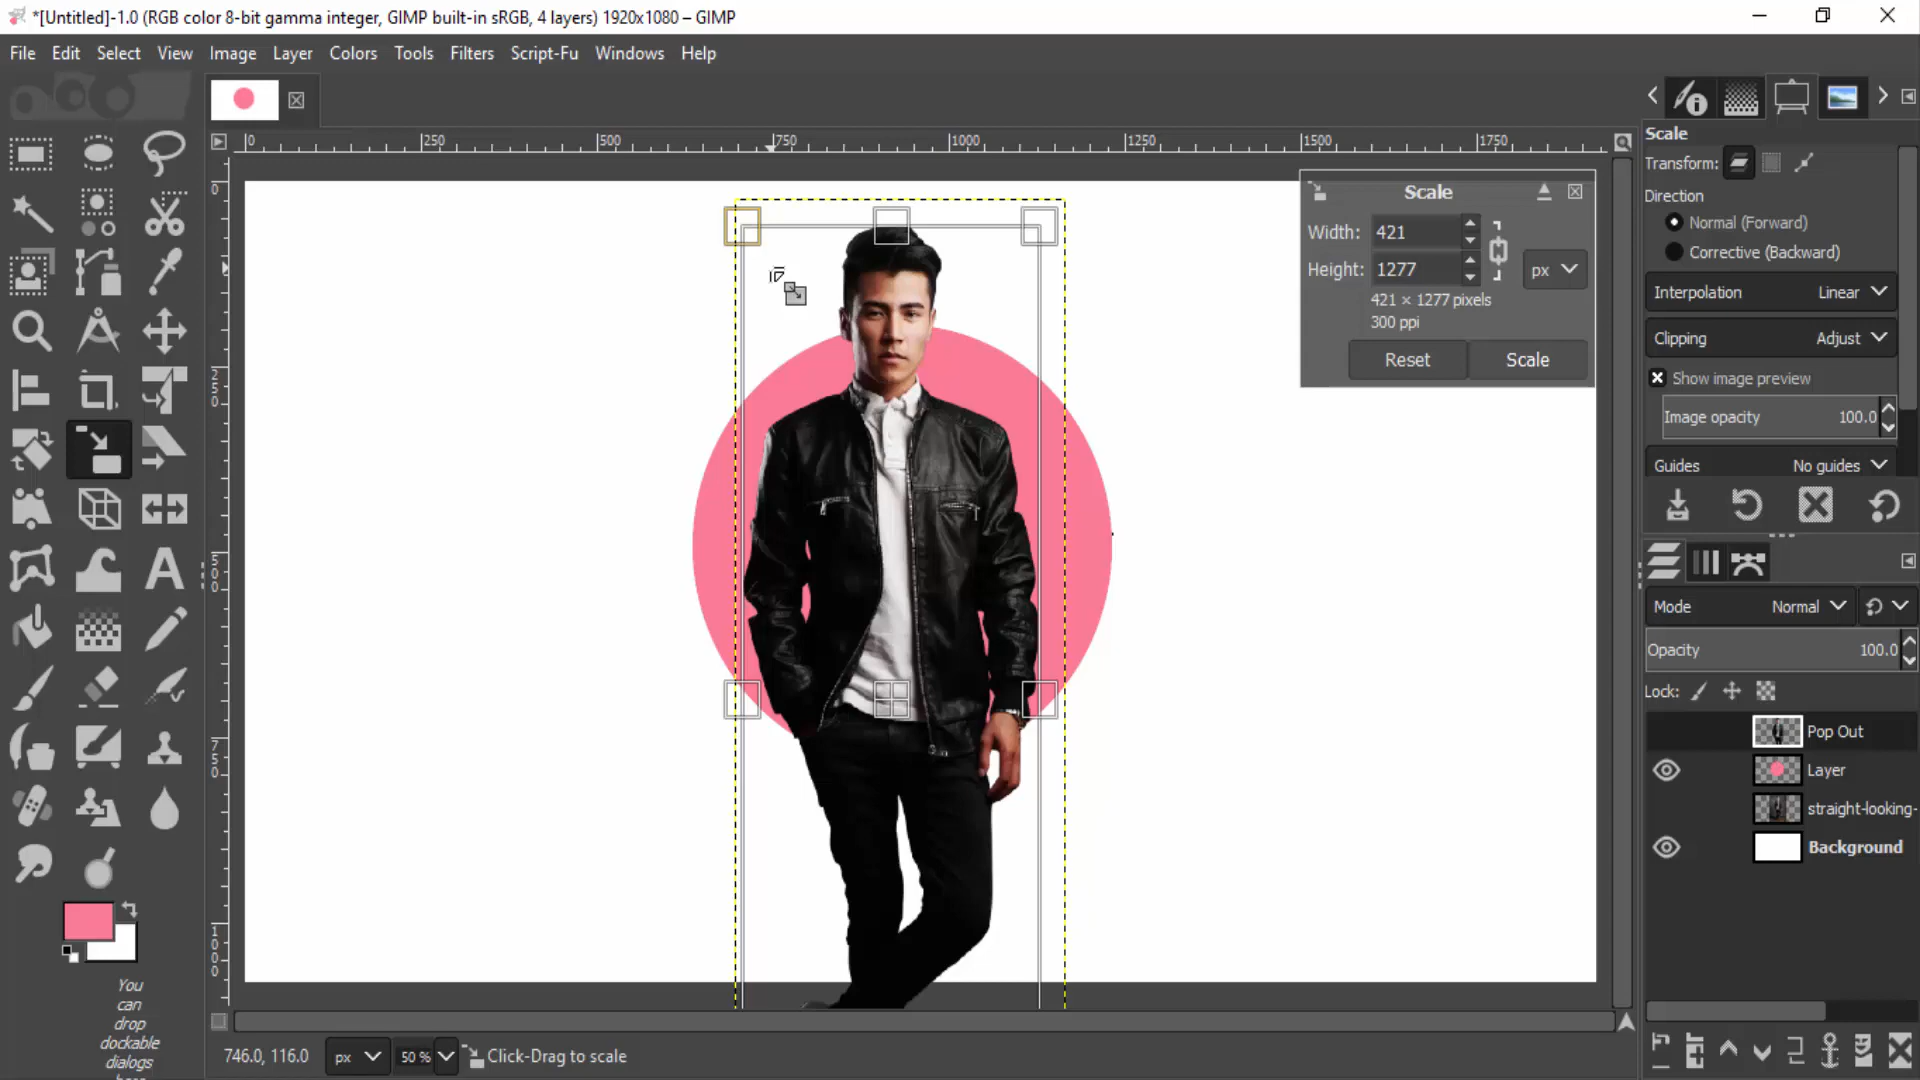 *[Untitled]-1.0 (RGB color 8-bit gamma integer, GIMP built-in sRGB, 4 layers) 1920x1080 – GIMP
File Edit Select View Image Layer Colors Tools Filters Script-Fu Windows Help
0 250 500 750 1000 1250 1500 1750
0
250
500
750
1000
Scale
Width: 421
Height: 1277
px
421 × 1277 pixels
300 ppi
Reset Scale
Scale
Transform:
Direction
Normal (Forward)
Corrective (Backward)
Interpolation Linear
Clipping Adjust
Show image preview
Image opacity 100.0
Guides No guides
Mode Normal
Opacity 100.0
Lock:
Pop Out
Layer
straight-looking-
Background
You
can
drop
dockable
dialogs
746.0, 116.0 px 50 % Click-Drag to scale